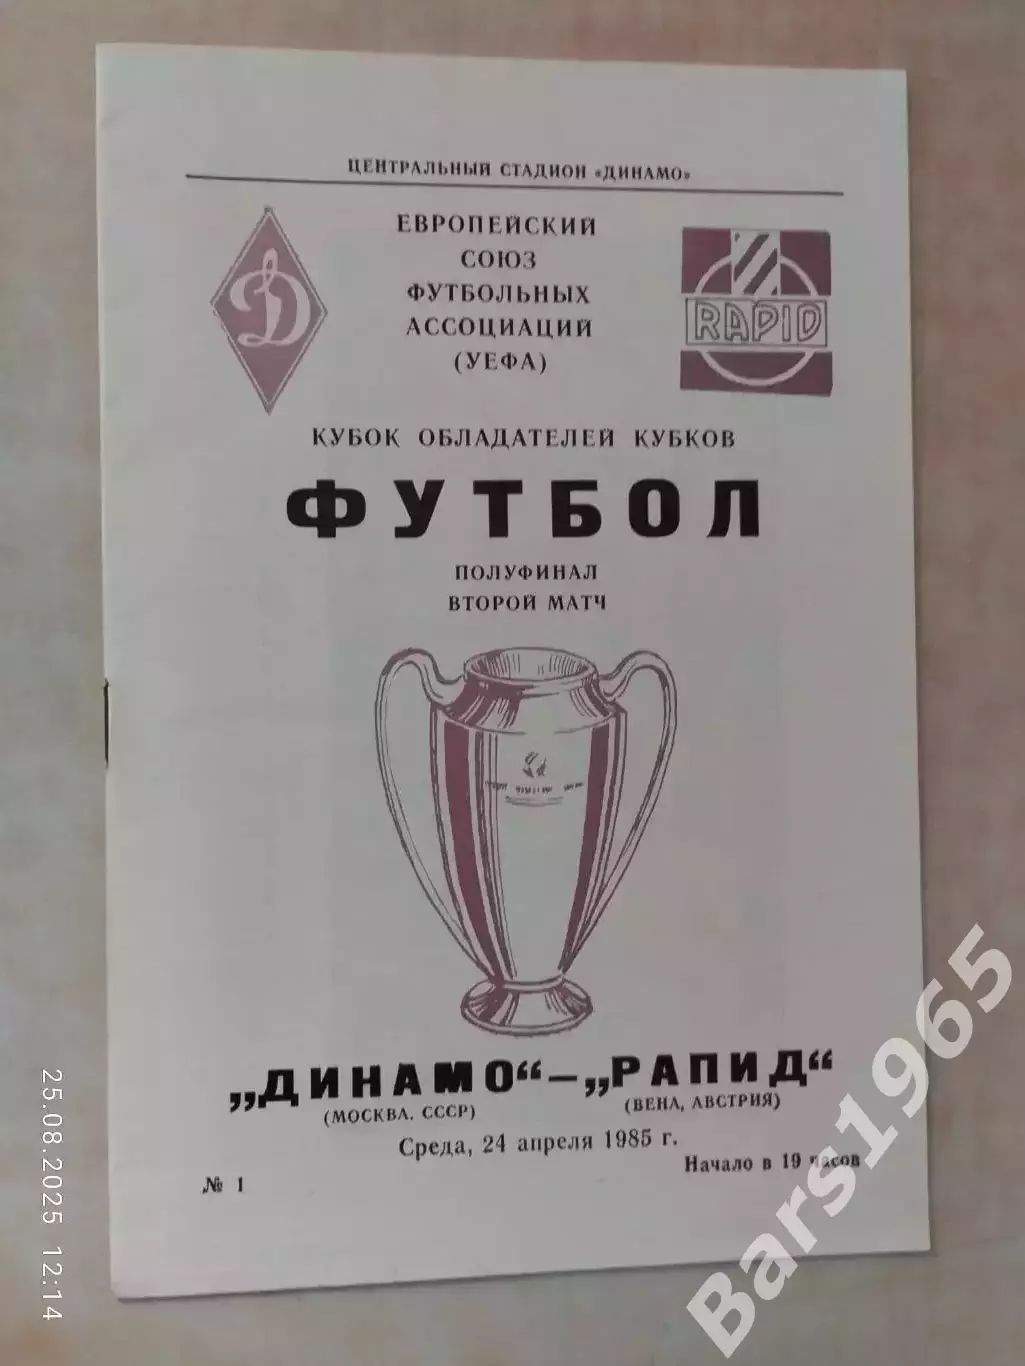 ЦЕНТРАЛЬНЫЙ СТАДИОН «ДИНАМО»
ЕВРОПЕЙСКИЙ
СОЮЗ
ФУТБОЛЬНЫХ
АССОЦИАЦИЙ
(УЕФА)
Д
RAPID
КУБОК ОБЛАДАТЕЛЕЙ КУБКОВ
ФУТБОЛ
ПОЛУФИНАЛ
ВТОРОЙ МАТЧ
„ДИНАМО“ – „РАПИД“
(МОСКВА. СССР)
(ВЕНА, АВСТРИЯ)
Среда, 24 апреля 1985 г.
Начало в 19 часов
№ 1
25.08.2025 12:14
Bars1965